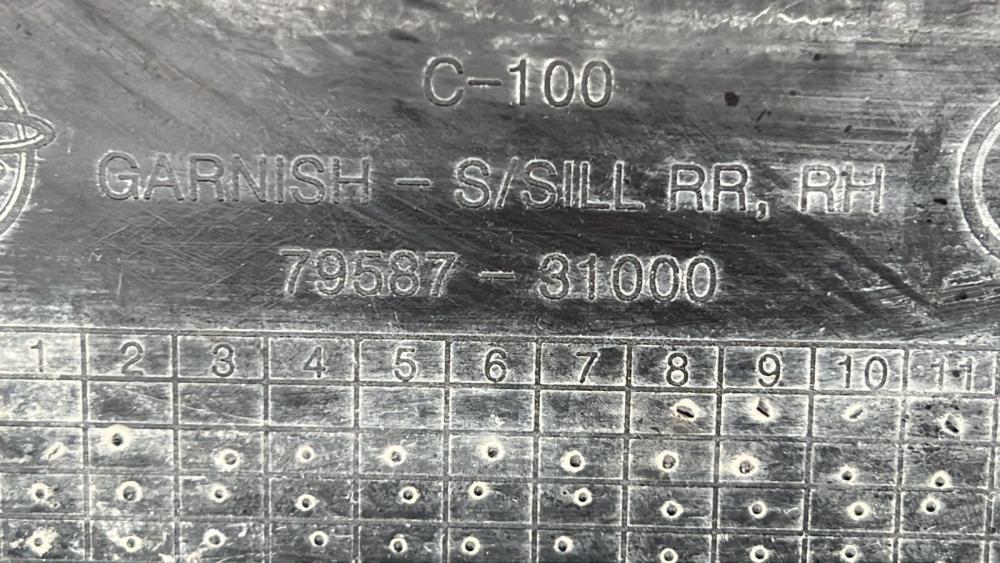 C-100
GARNISH - S/SILL RR, RH
79587 - 31000
1 2 3 4 5 6 7 8 9 10 11